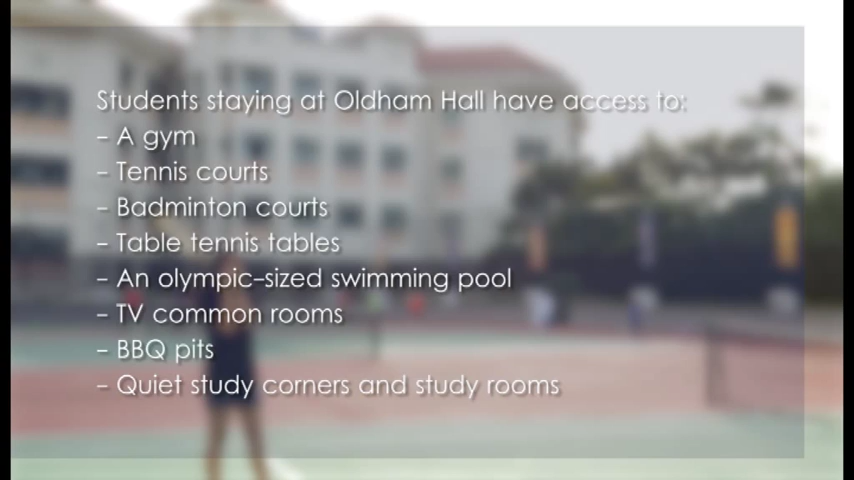 Students staying at Oldham Hall have access to:
- A gym
- Tennis courts
- Badminton courts
- Table tennis tables
- An olympic-sized swimming pool
- TV common rooms
- BBQ pits
- Quiet study corners and study rooms